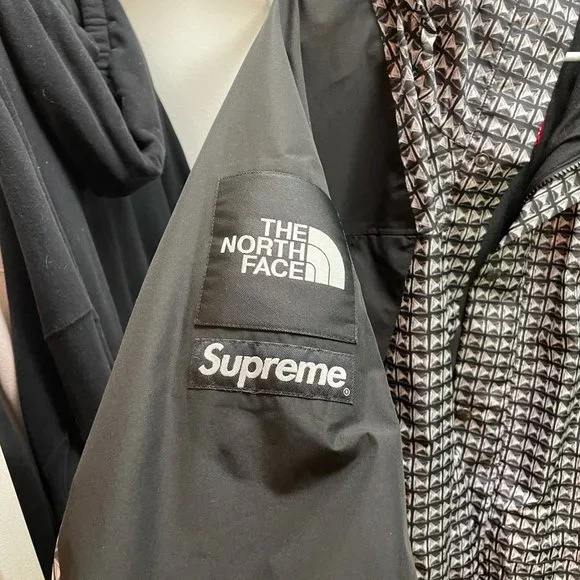 THE
NORTH
FACE
Supreme
®